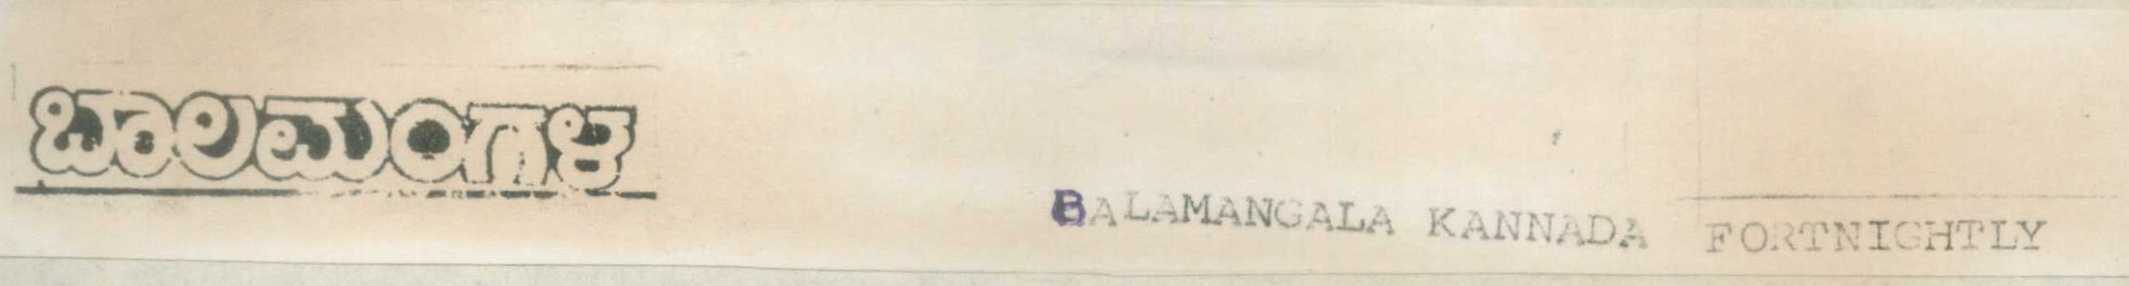 ಬಾಲಮಂಗಳ
BALAMANGALA KANNADA FORTNIGHTLY